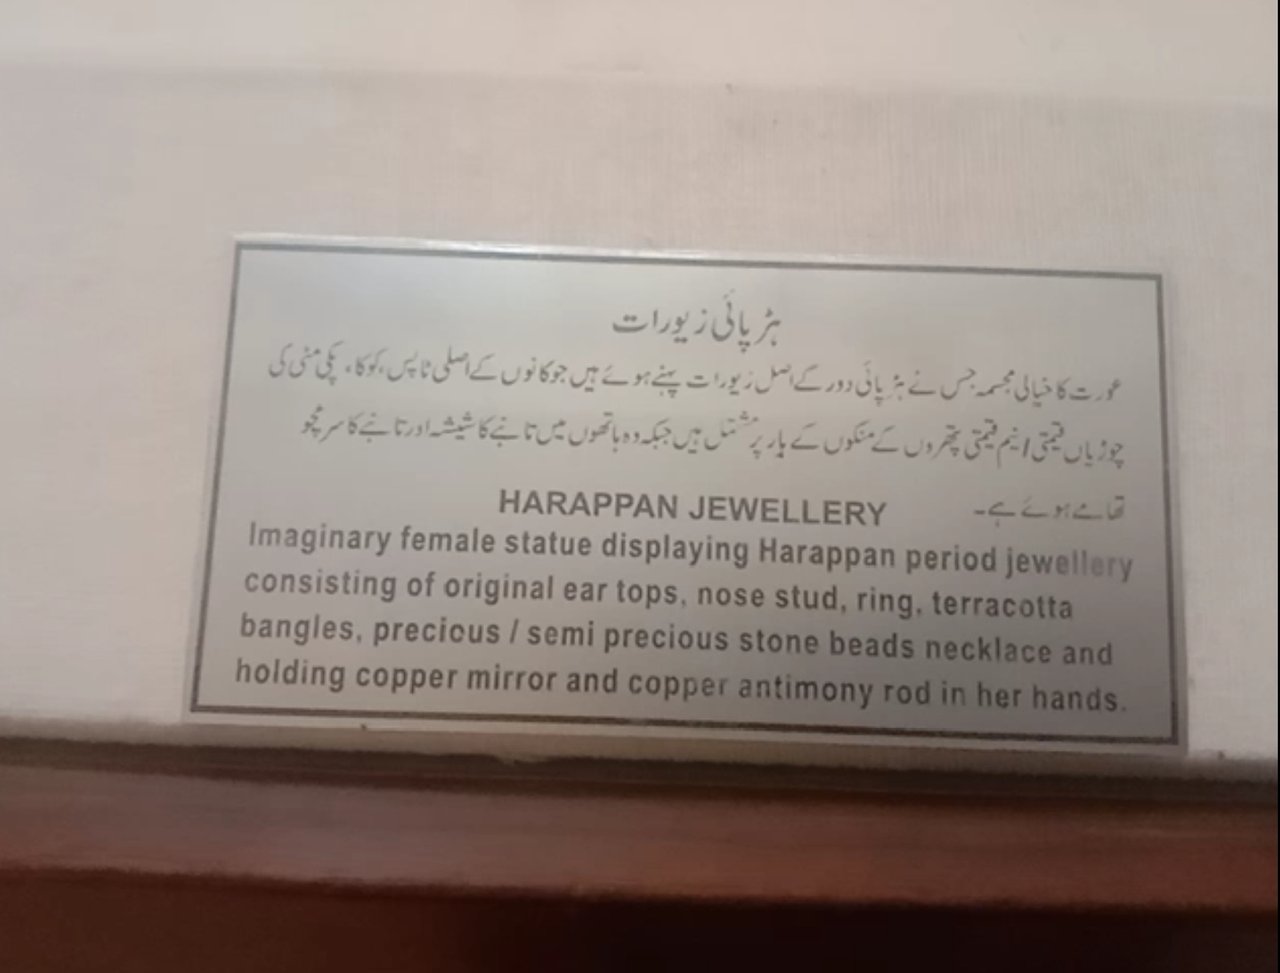 ہڑپائی زیورات
عورت کا خیالی مجسمہ جس نے ہڑپائی دور کے اصل زیورات پہنے ہوئے ہیں جو کانوں کے اصلی ٹاپس، کوکا، پکی مٹی کی
چوڑیاں قیمتی / نیم قیمتی پتھروں کے منکوں کے ہار پر مشتمل ہیں جبکہ وہ ہاتھوں میں تانبے کا شیشہ اور تانبے کا سرمچو
تھامے ہوئے ہے۔
HARAPPAN JEWELLERY
Imaginary female statue displaying Harappan period jewellery
consisting of original ear tops, nose stud, ring, terracotta
bangles, precious / semi precious stone beads necklace and
holding copper mirror and copper antimony rod in her hands.